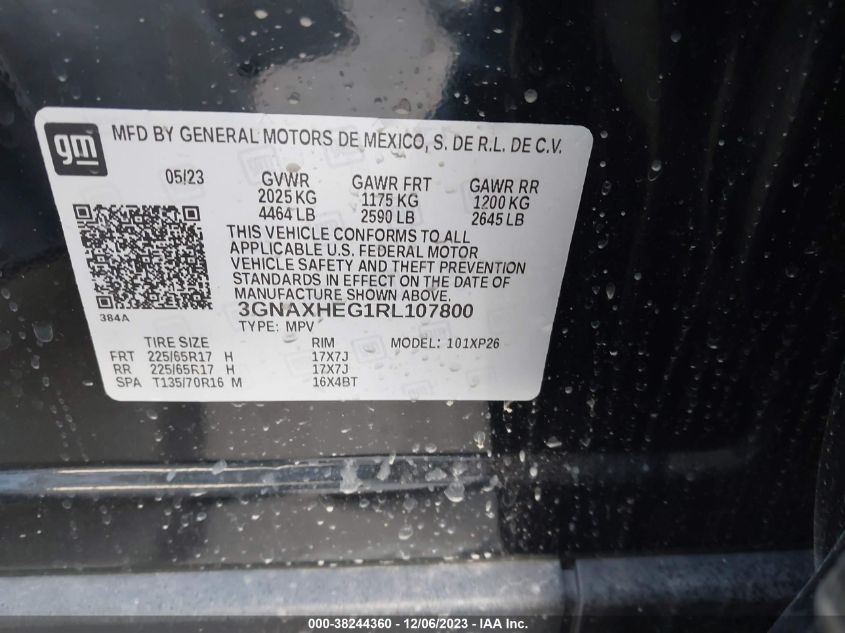 gm
MFD BY GENERAL MOTORS DE MEXICO, S. DE R.L. DE C.V.
05/23 GVWR GAWR FRT GAWR RR
2025 KG 1175 KG 1200 KG
4464 LB 2590 LB 2645 LB
THIS VEHICLE CONFORMS TO ALL
APPLICABLE U.S. FEDERAL MOTOR
VEHICLE SAFETY AND THEFT PREVENTION
STANDARDS IN EFFECT ON THE DATE OF
MANUFACTURE SHOWN ABOVE.
384A
3GNAXHEG1RL107800
TYPE: MPV
TIRE SIZE RIM MODEL: 101XP26
FRT 225/65R17 H 17X7J
RR 225/65R17 H 17X7J
SPA T135/70R16 M 16X4BT
000-38244360 - 12/06/2023 - IAA Inc.